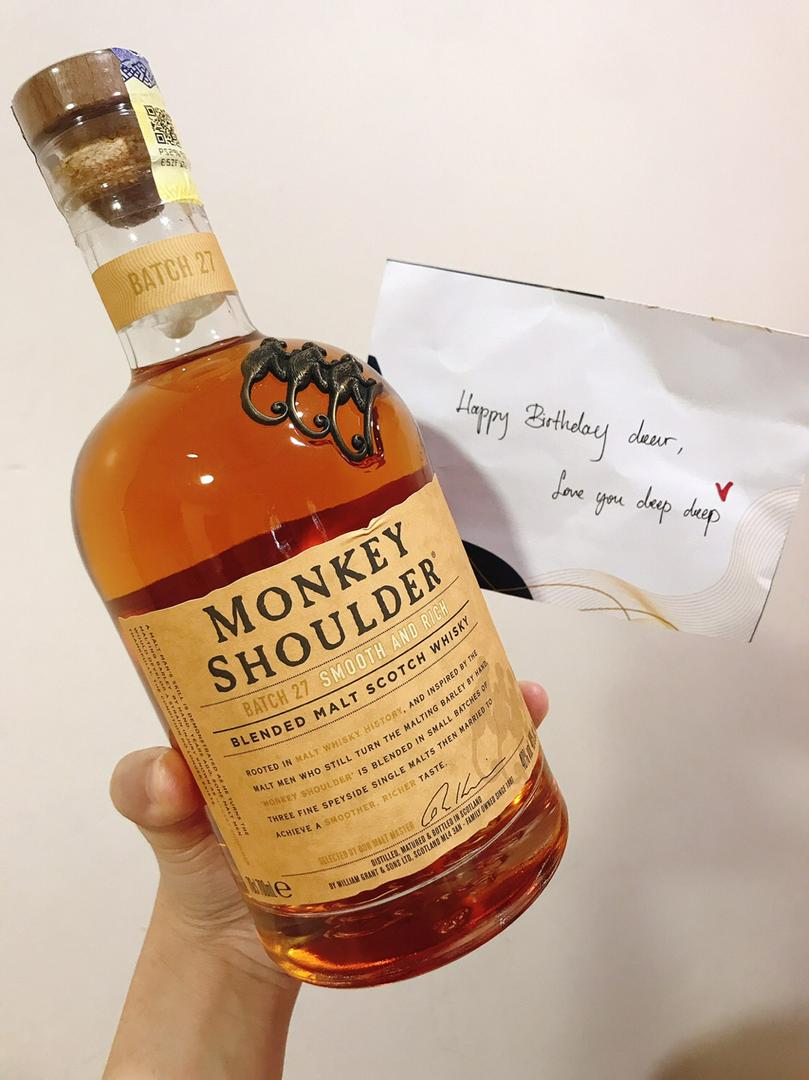 BATCH 27
MONKEY
SHOULDER
BATCH 27 SMOOTH AND RICH
BLENDED MALT SCOTCH WHISKY
ROOTED IN MALT WHISKY HISTORY, AND INSPIRED BY THE
MALT MEN WHO STILL TURN THE MALTING BARLEY BY HAND,
'MONKEY SHOULDER' IS BLENDED IN SMALL BATCHES OF
THREE FINE SPEYSIDE SINGLE MALTS THEN MARRIED TO
ACHIEVE A SMOOTHER, RICHER TASTE.
SELECTED BY OUR MALT MASTER
DISTILLED, MATURED & BOTTLED IN SCOTLAND
BY WILLIAM GRANT & SONS LTD, SCOTLAND ML4 3AN - FAMILY OWNED SINCE 1887
Happy Birthday dear,
Love you deep deep